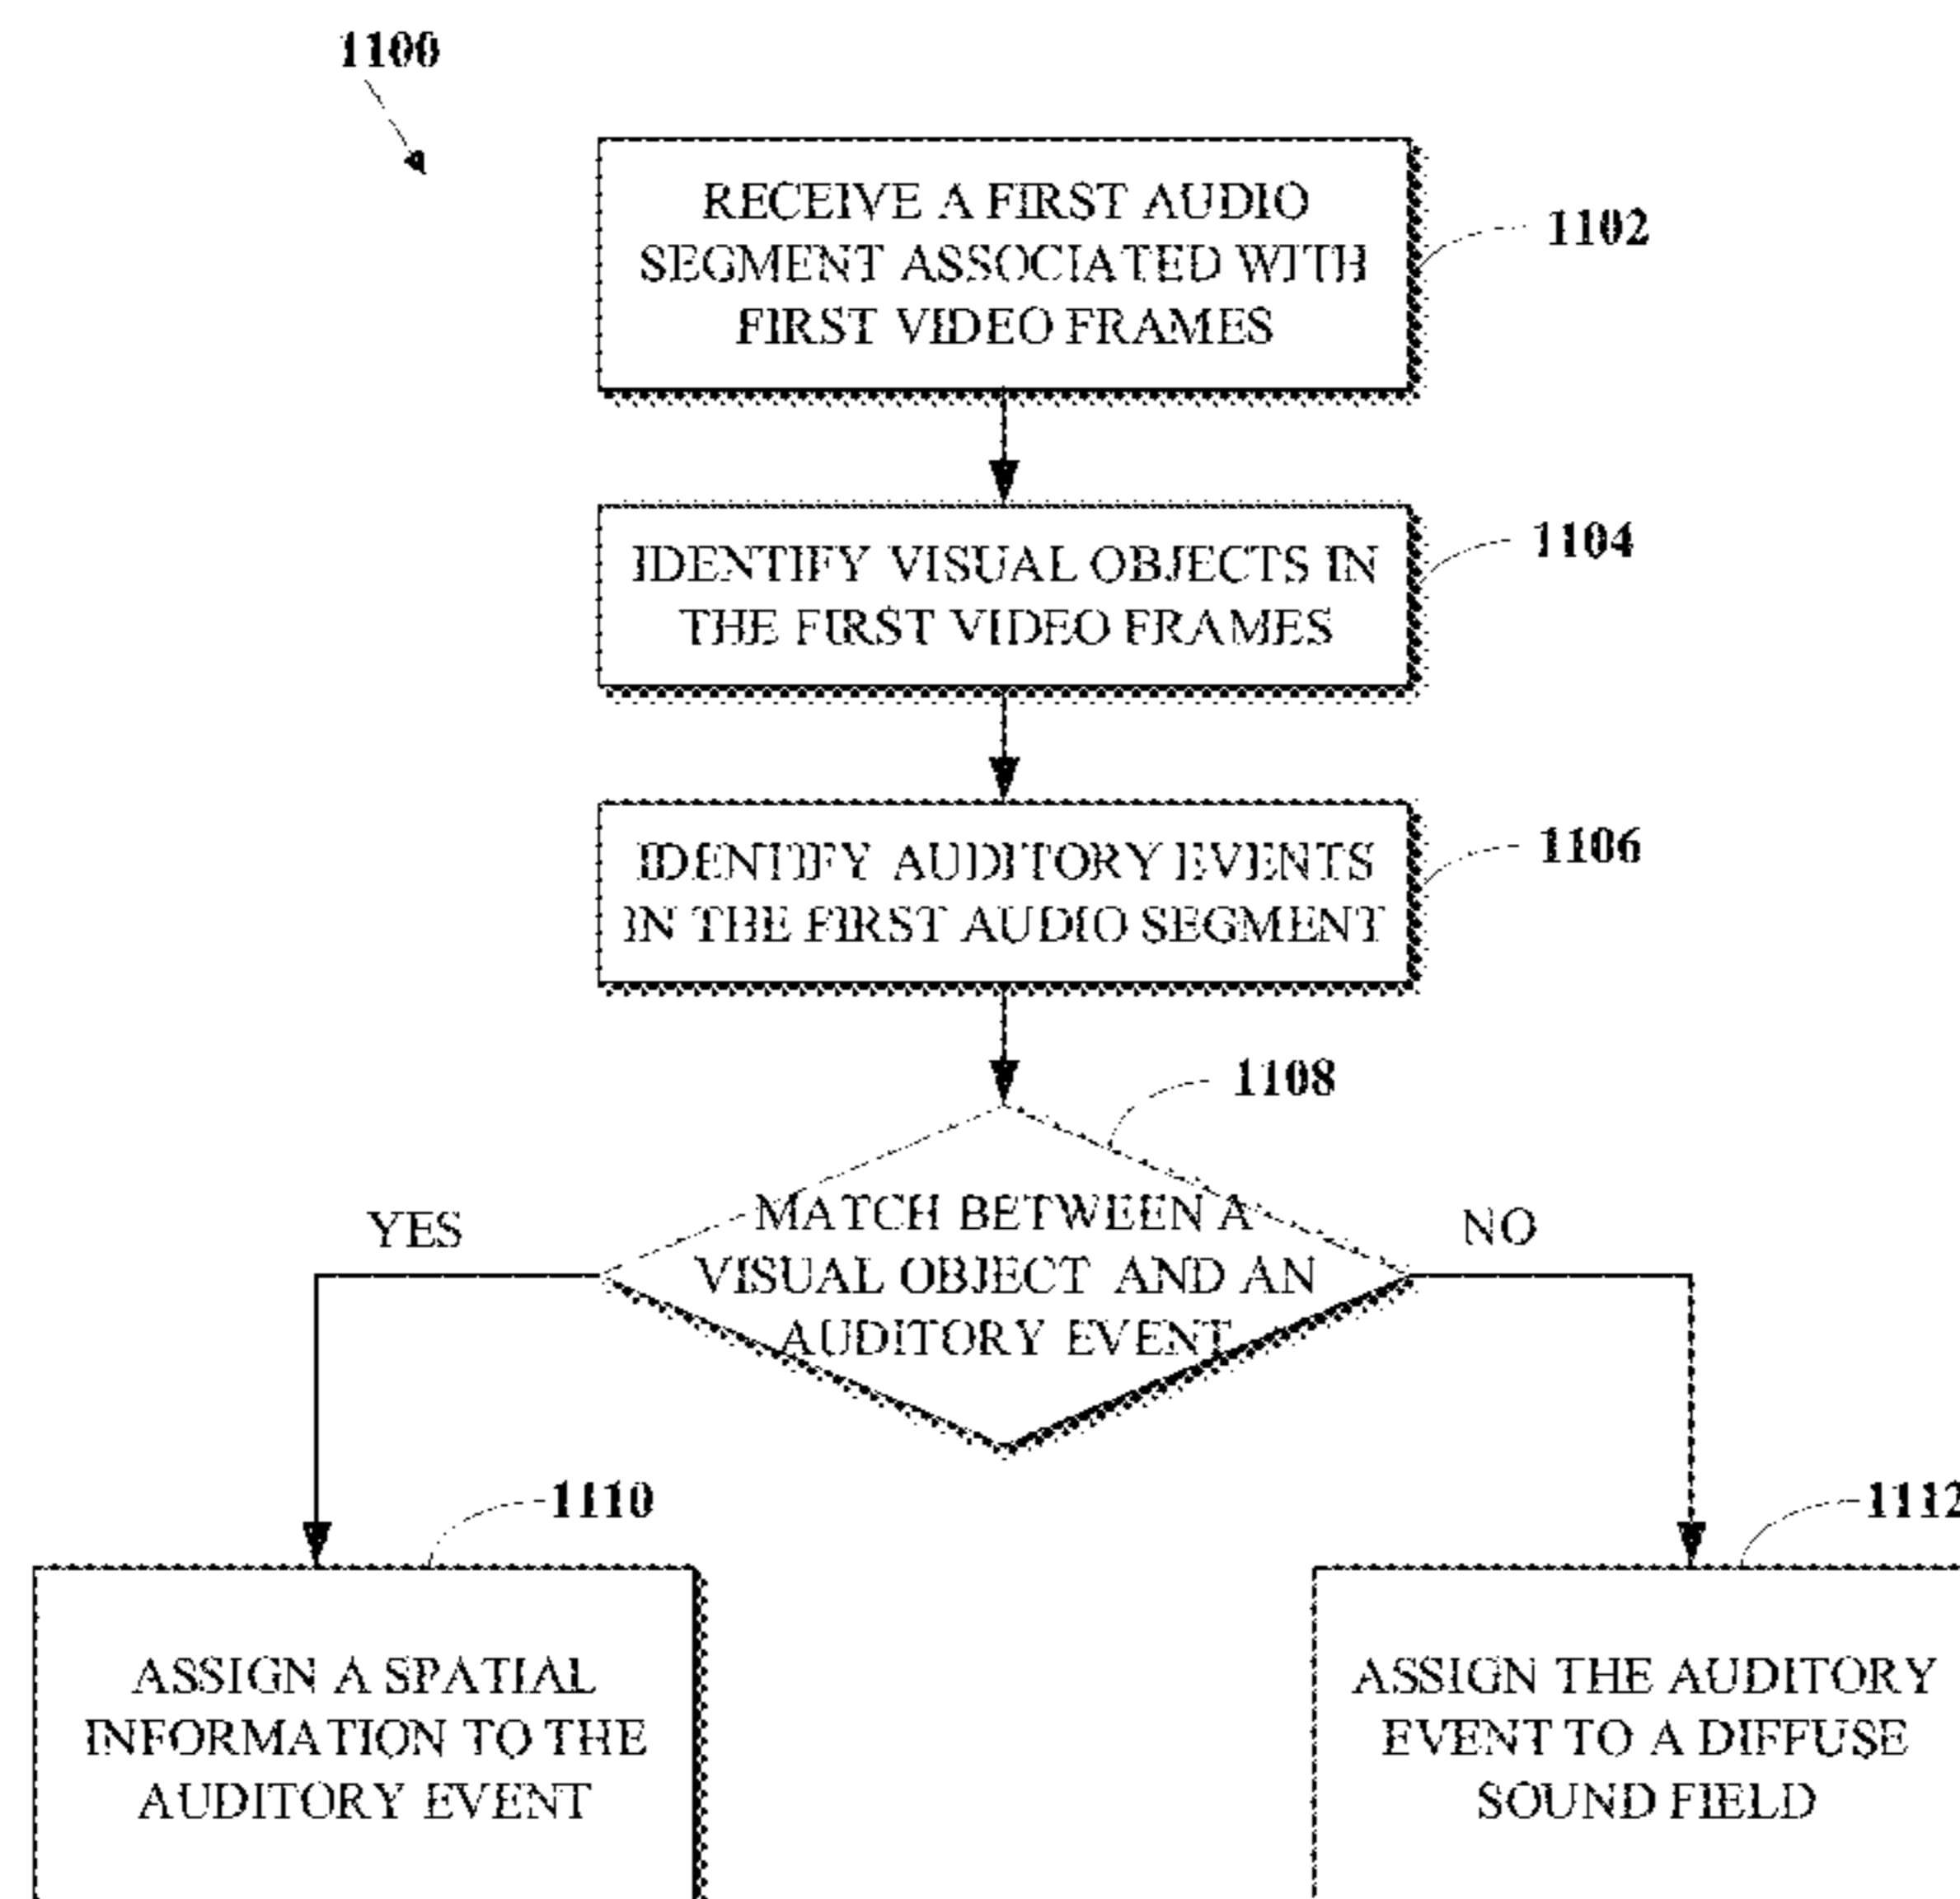 1100
RECEIVE A FIRST AUDIO
SEGMENT ASSOCIATED WITH
FIRST VIDEO FRAMES
1102
IDENTIFY VISUAL OBJECTS IN
THE FIRST VIDEO FRAMES
1104
IDENTIFY AUDITORY EVENTS
IN THE FIRST AUDIO SEGMENT
1106
1108
MATCH BETWEEN A
VISUAL OBJECT AND AN
AUDITORY EVENT
YES
NO
1110
ASSIGN A SPATIAL
INFORMATION TO THE
AUDITORY EVENT
1112
ASSIGN THE AUDITORY
EVENT TO A DIFFUSE
SOUND FIELD